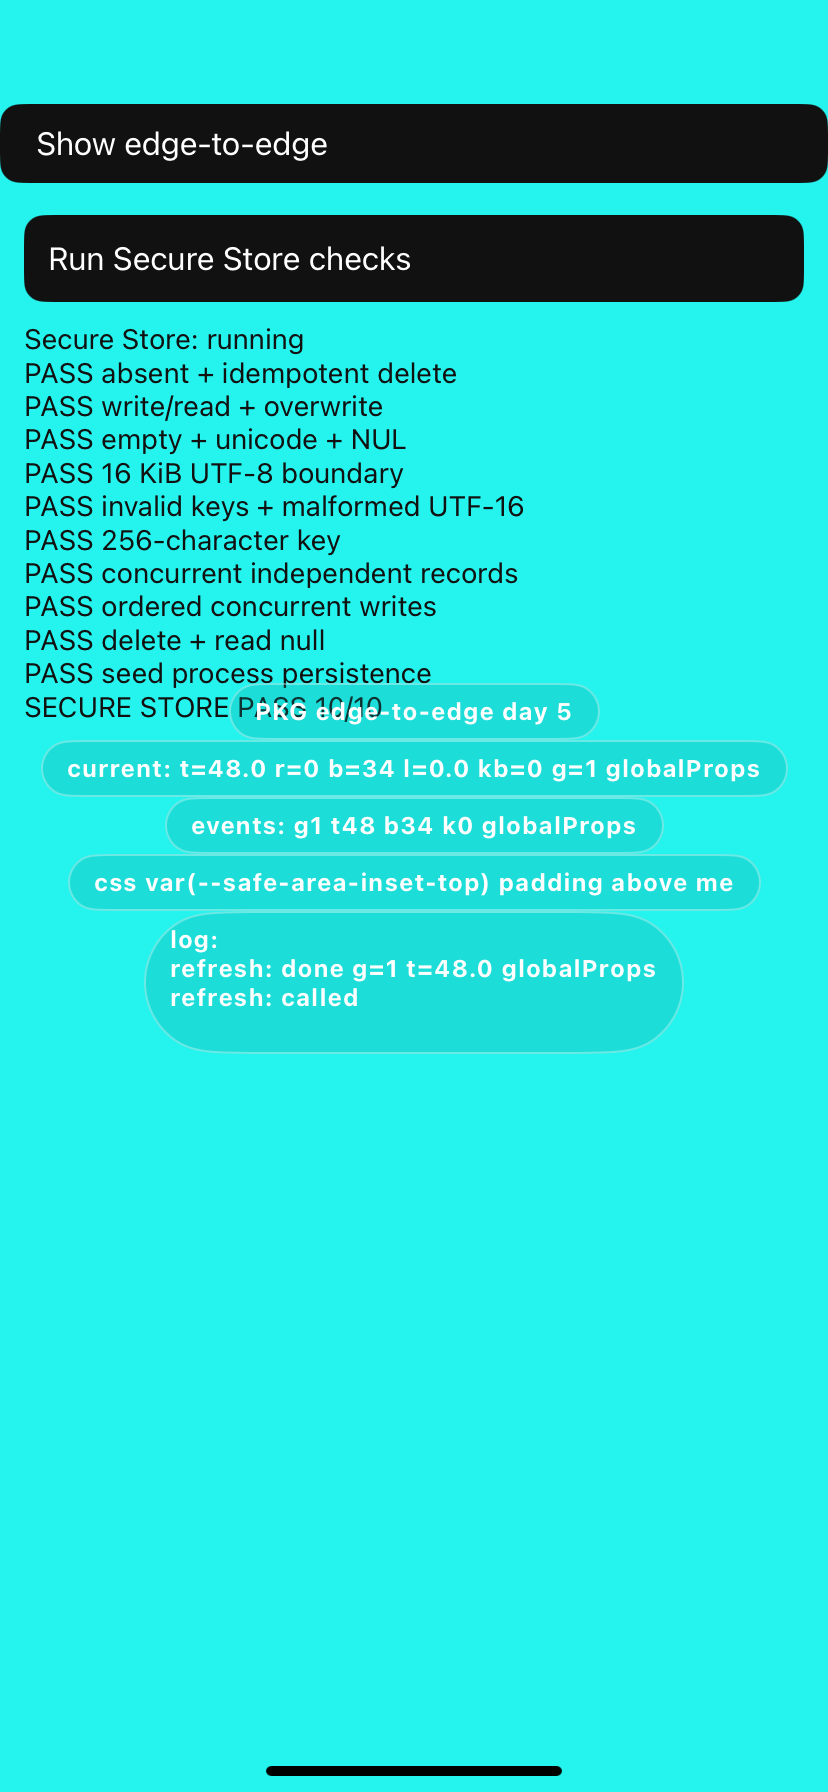 Show edge-to-edge
Run Secure Store checks
Secure Store: running
PASS absent + idempotent delete
PASS write/read + overwrite
PASS empty + unicode + NUL
PASS 16 KiB UTF-8 boundary
PASS invalid keys + malformed UTF-16
PASS 256-character key
PASS concurrent independent records
PASS ordered concurrent writes
PASS delete + read null
PASS seed process persistence
SECURE STORE PASS 10/10
PKG edge-to-edge day 5
current: t=48.0 r=0 b=34 l=0.0 kb=0 g=1 globalProps
events: g1 t48 b34 k0 globalProps
css var(--safe-area-inset-top) padding above me
log:
refresh: done g=1 t=48.0 globalProps
refresh: called